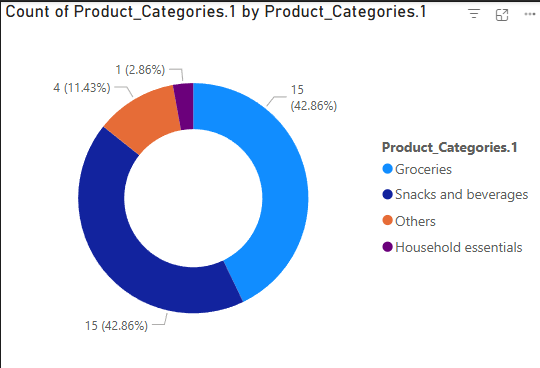 Count of Product_Categories.1 by Product_Categories.1
1 (2.86%)
4 (11.43%)
15
(42.86%)
15 (42.86%)
Product_Categories.1
Groceries
Snacks and beverages
Others
Household essentials